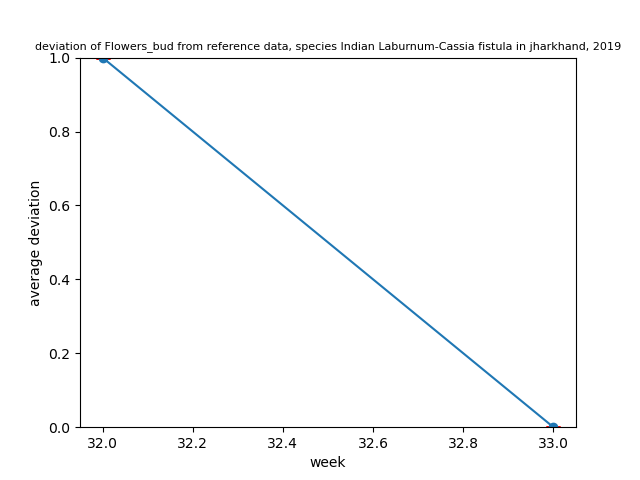 deviation of Flowers_bud from reference data, species Indian Laburnum-Cassia fistula in jharkhand, 2019
1.0
0.8
0.6
0.4
0.2
0.0
average deviation
32.0 32.2 32.4 32.6 32.8 33.0
week